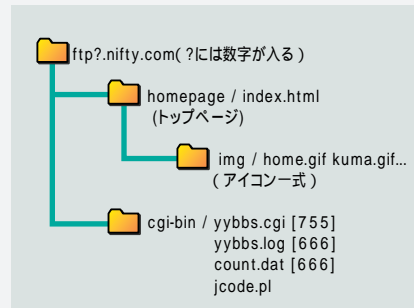 ftp?.nifty.com(?には数字が入る)
homepage / index.html
(トップページ)
img / home.gif kuma.gif...
(アイコン一式)
cgi-bin / yybbs.cgi [755]
yybbs.log [666]
count.dat [666]
jcode.pl